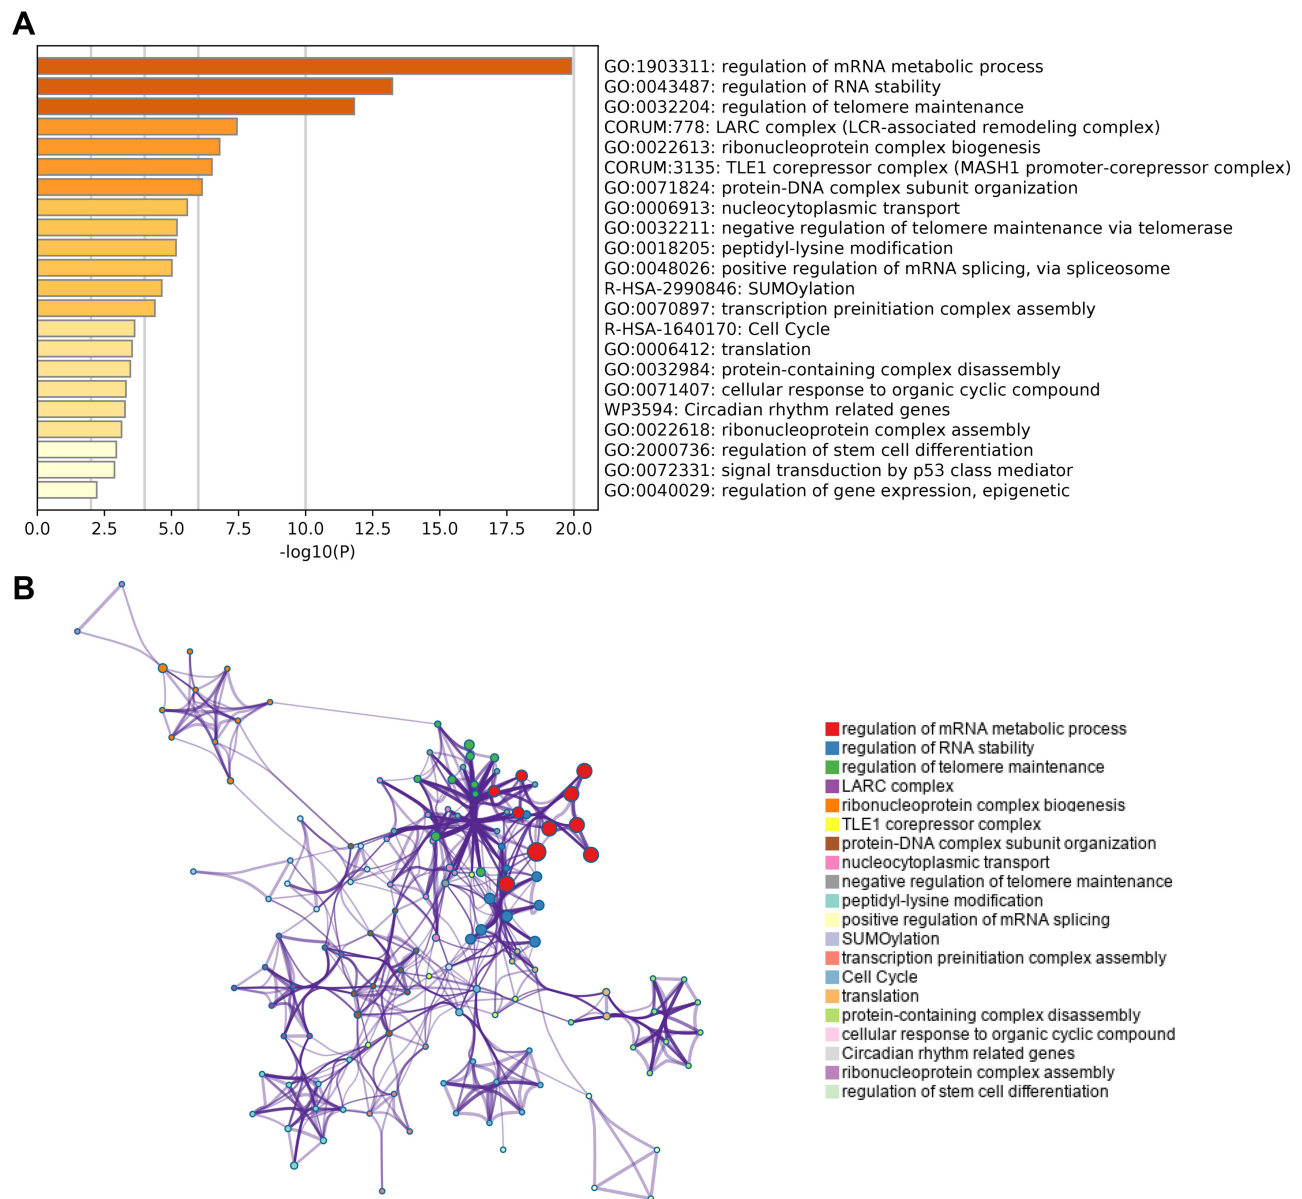 A
GO:1903311: regulation of mRNA metabolic process
GO:0043487: regulation of RNA stability
GO:0032204: regulation of telomere maintenance
CORUM:778: LARC complex (LCR-associated remodeling complex)
GO:0022613: ribonucleoprotein complex biogenesis
CORUM:3135: TLE1 corepressor complex (MASH1 promoter-corepressor complex)
GO:0071824: protein-DNA complex subunit organization
GO:0006913: nucleocytoplasmic transport
GO:0032211: negative regulation of telomere maintenance via telomerase
GO:0018205: peptidyl-lysine modification
GO:0048026: positive regulation of mRNA splicing, via spliceosome
R-HSA-2990846: SUMOylation
GO:0070897: transcription preinitiation complex assembly
R-HSA-1640170: Cell Cycle
GO:0006412: translation
GO:0032984: protein-containing complex disassembly
GO:0071407: cellular response to organic cyclic compound
WP3594: Circadian rhythm related genes
GO:0022618: ribonucleoprotein complex assembly
GO:2000736: regulation of stem cell differentiation
GO:0072331: signal transduction by p53 class mediator
GO:0040029: regulation of gene expression, epigenetic
0.0 2.5 5.0 7.5 10.0 12.5 15.0 17.5 20.0
-log10(P)
B
regulation of mRNA metabolic process
regulation of RNA stability
regulation of telomere maintenance
LARC complex
ribonucleoprotein complex biogenesis
TLE1 corepressor complex
protein-DNA complex subunit organization
nucleocytoplasmic transport
negative regulation of telomere maintenance
peptidyl-lysine modification
positive regulation of mRNA splicing
SUMOylation
transcription preinitiation complex assembly
Cell Cycle
translation
protein-containing complex disassembly
cellular response to organic cyclic compound
Circadian rhythm related genes
ribonucleoprotein complex assembly
regulation of stem cell differentiation